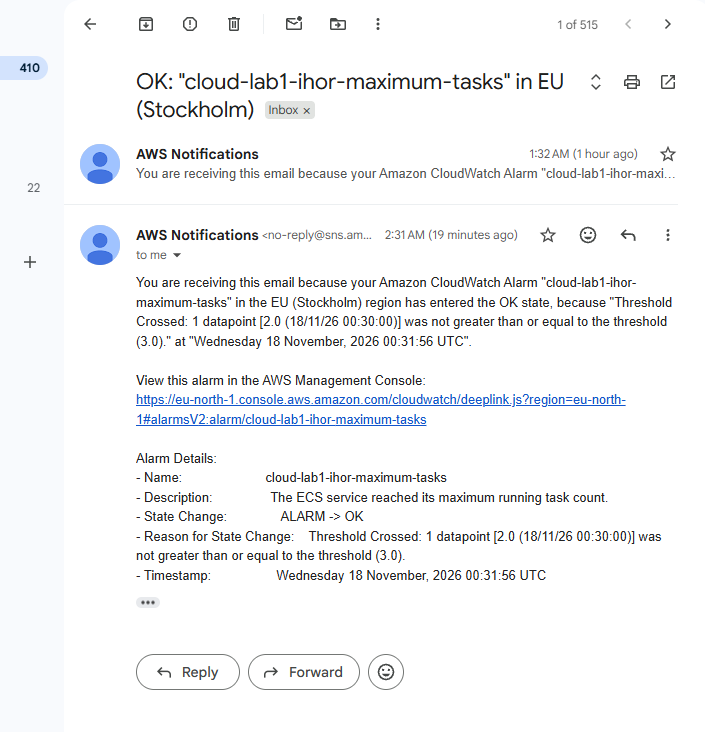 1 of 515
410
OK: "cloud-lab1-ihor-maximum-tasks" in EU
(Stockholm) Inbox ×
AWS Notifications 1:32 AM (1 hour ago)
You are receiving this email because your Amazon CloudWatch Alarm "cloud-lab1-ihor-maxi...
22
AWS Notifications <no-reply@sns.am... 2:31 AM (19 minutes ago)
to me
You are receiving this email because your Amazon CloudWatch Alarm "cloud-lab1-ihor-
maximum-tasks" in the EU (Stockholm) region has entered the OK state, because "Threshold
Crossed: 1 datapoint [2.0 (18/11/26 00:30:00)] was not greater than or equal to the threshold
(3.0)." at "Wednesday 18 November, 2026 00:31:56 UTC".
View this alarm in the AWS Management Console:
https://eu-north-1.console.aws.amazon.com/cloudwatch/deeplink.js?region=eu-north-
1#alarmsV2:alarm/cloud-lab1-ihor-maximum-tasks
Alarm Details:
- Name: cloud-lab1-ihor-maximum-tasks
- Description: The ECS service reached its maximum running task count.
- State Change: ALARM -> OK
- Reason for State Change: Threshold Crossed: 1 datapoint [2.0 (18/11/26 00:30:00)] was
not greater than or equal to the threshold (3.0).
- Timestamp: Wednesday 18 November, 2026 00:31:56 UTC
Reply Forward